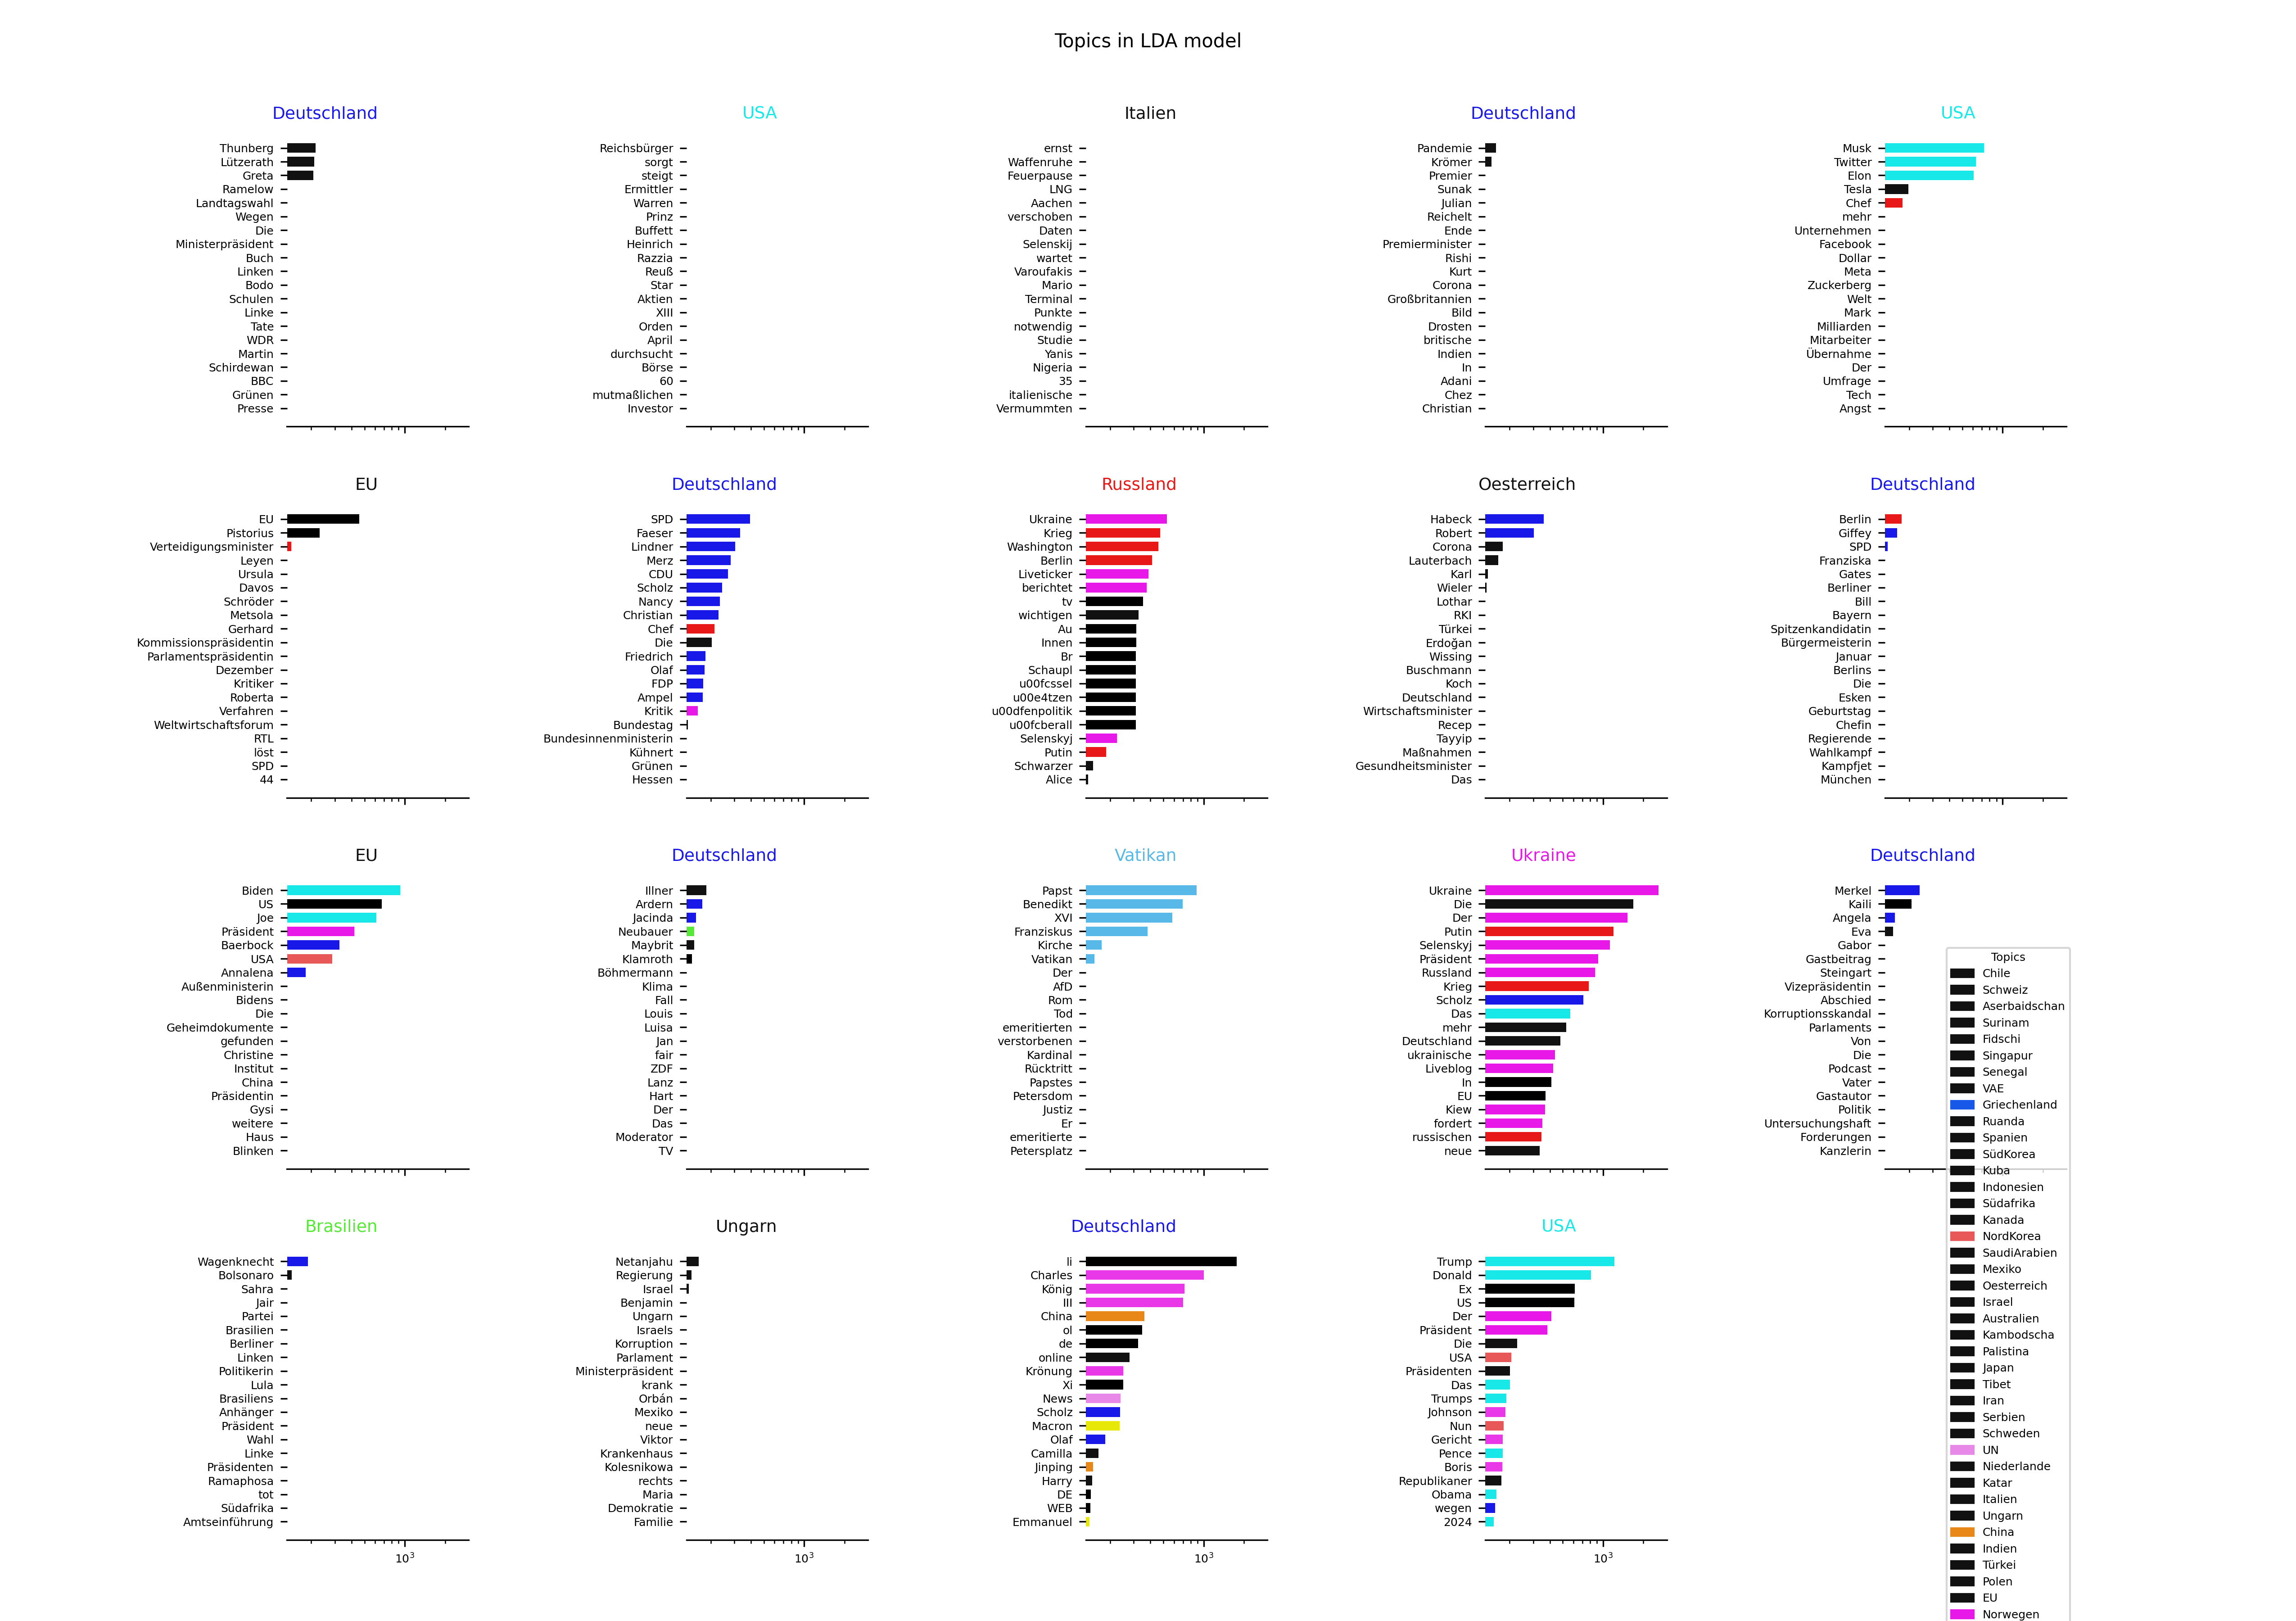 Topics in LDA model
Deutschland
Thunberg
Lützerath
Greta
Ramelow
Landtagswahl
Wegen
Die
Ministerpräsident
Buch
Linken
Bodo
Schulen
Linke
Tate
WDR
Martin
Schirdewan
BBC
Grünen
Presse
USA
Reichsbürger
sorgt
steigt
Ermittler
Warren
Prinz
Buffett
Heinrich
Razzia
Reuß
Star
Aktien
XIII
Orden
April
durchsucht
Börse
60
mutmaßlichen
Investor
Italien
ernst
Waffenruhe
Feuerpause
LNG
Aachen
verschoben
Daten
Selenskij
wartet
Varoufakis
Mario
Terminal
Punkte
notwendig
Studie
Yanis
Nigeria
35
italienische
Vermummten
Deutschland
Pandemie
Krömer
Premier
Sunak
Julian
Reichelt
Ende
Premierminister
Rishi
Kurt
Corona
Großbritannien
Bild
Drosten
britische
Indien
In
Adani
Chez
Christian
USA
Musk
Twitter
Elon
Tesla
Chef
mehr
Unternehmen
Facebook
Dollar
Meta
Zuckerberg
Welt
Mark
Milliarden
Mitarbeiter
Übernahme
Der
Umfrage
Tech
Angst
EU
EU
Pistorius
Verteidigungsminister
Leyen
Ursula
Davos
Schröder
Metsola
Gerhard
Kommissionspräsidentin
Parlamentspräsidentin
Dezember
Kritiker
Roberta
Verfahren
Weltwirtschaftsforum
RTL
löst
SPD
44
Deutschland
SPD
Faeser
Lindner
Merz
CDU
Scholz
Nancy
Christian
Chef
Die
Friedrich
Olaf
FDP
Ampel
Kritik
Bundestag
Bundesinnenministerin
Kühnert
Grünen
Hessen
Russland
Ukraine
Krieg
Washington
Berlin
Liveticker
berichtet
tv
wichtigen
Au
Innen
Br
Schaupl
u00fcssel
u00e4tzen
u00dfenpolitik
u00fcberall
Selenskyj
Putin
Schwarzer
Alice
Oesterreich
Habeck
Robert
Corona
Lauterbach
Karl
Wieler
Lothar
RKI
Türkei
Erdoğan
Wissing
Buschmann
Koch
Deutschland
Wirtschaftsminister
Recep
Tayyip
Maßnahmen
Gesundheitsminister
Das
Deutschland
Berlin
Giffey
SPD
Franziska
Gates
Berliner
Bill
Bayern
Spitzenkandidatin
Bürgermeisterin
Januar
Berlins
Die
Esken
Geburtstag
Chefin
Regierende
Wahlkampf
Kampfjet
München
EU
Biden
US
Joe
Präsident
Baerbock
USA
Annalena
Außenministerin
Bidens
Die
Geheimdokumente
gefunden
Christine
Institut
China
Präsidentin
Gysi
weitere
Haus
Blinken
Deutschland
Illner
Ardern
Jacinda
Neubauer
Maybrit
Klamroth
Böhmermann
Klima
Fall
Louis
Luisa
Jan
fair
ZDF
Lanz
Hart
Der
Das
Moderator
TV
Vatikan
Papst
Benedikt
XVI
Franziskus
Kirche
Vatikan
Der
AfD
Rom
Tod
emeritierten
verstorbenen
Kardinal
Rücktritt
Papstes
Petersdom
Justiz
Er
emeritierte
Petersplatz
Ukraine
Ukraine
Die
Der
Putin
Selenskyj
Präsident
Russland
Krieg
Scholz
Das
mehr
Deutschland
ukrainische
Liveblog
In
EU
Kiew
fordert
russischen
neue
Deutschland
Merkel
Kaili
Angela
Eva
Gabor
Gastbeitrag
Steingart
Vizepräsidentin
Abschied
Korruptionsskandal
Parlaments
Von
Die
Podcast
Vater
Gastautor
Politik
Untersuchungshaft
Forderungen
Kanzlerin
Brasilien
Wagenknecht
Bolsonaro
Sahra
Jair
Partei
Brasilien
Berliner
Linken
Politikerin
Lula
Brasiliens
Anhänger
Präsident
Wahl
Linke
Präsidenten
Ramaphosa
tot
Südafrika
Amtseinführung
10³
Ungarn
Netanjahu
Regierung
Israel
Benjamin
Ungarn
Israels
Korruption
Parlament
Ministerpräsident
krank
Orbán
Mexiko
neue
Viktor
Krankenhaus
Kolesnikowa
rechts
Maria
Demokratie
Familie
10³
Deutschland
li
Charles
König
III
China
ol
de
online
Krönung
Xi
News
Scholz
Macron
Olaf
Camilla
Jinping
Harry
DE
WEB
Emmanuel
10³
USA
Trump
Donald
Ex
US
Der
Präsident
Die
USA
Präsidenten
Das
Trumps
Johnson
Nun
Gericht
Pence
Boris
Republikaner
Obama
wegen
2024
10³
Topics
Chile
Schweiz
Aserbaidschan
Surinam
Fidschi
Singapur
Senegal
VAE
Griechenland
Ruanda
Spanien
SüdKorea
Kuba
Indonesien
Südafrika
Kanada
NordKorea
SaudiArabien
Mexiko
Oesterreich
Israel
Australien
Kambodscha
Palistina
Japan
Tibet
Iran
Serbien
Schweden
UN
Niederlande
Katar
Italien
Ungarn
China
Indien
Türkei
Polen
EU
Norwegen